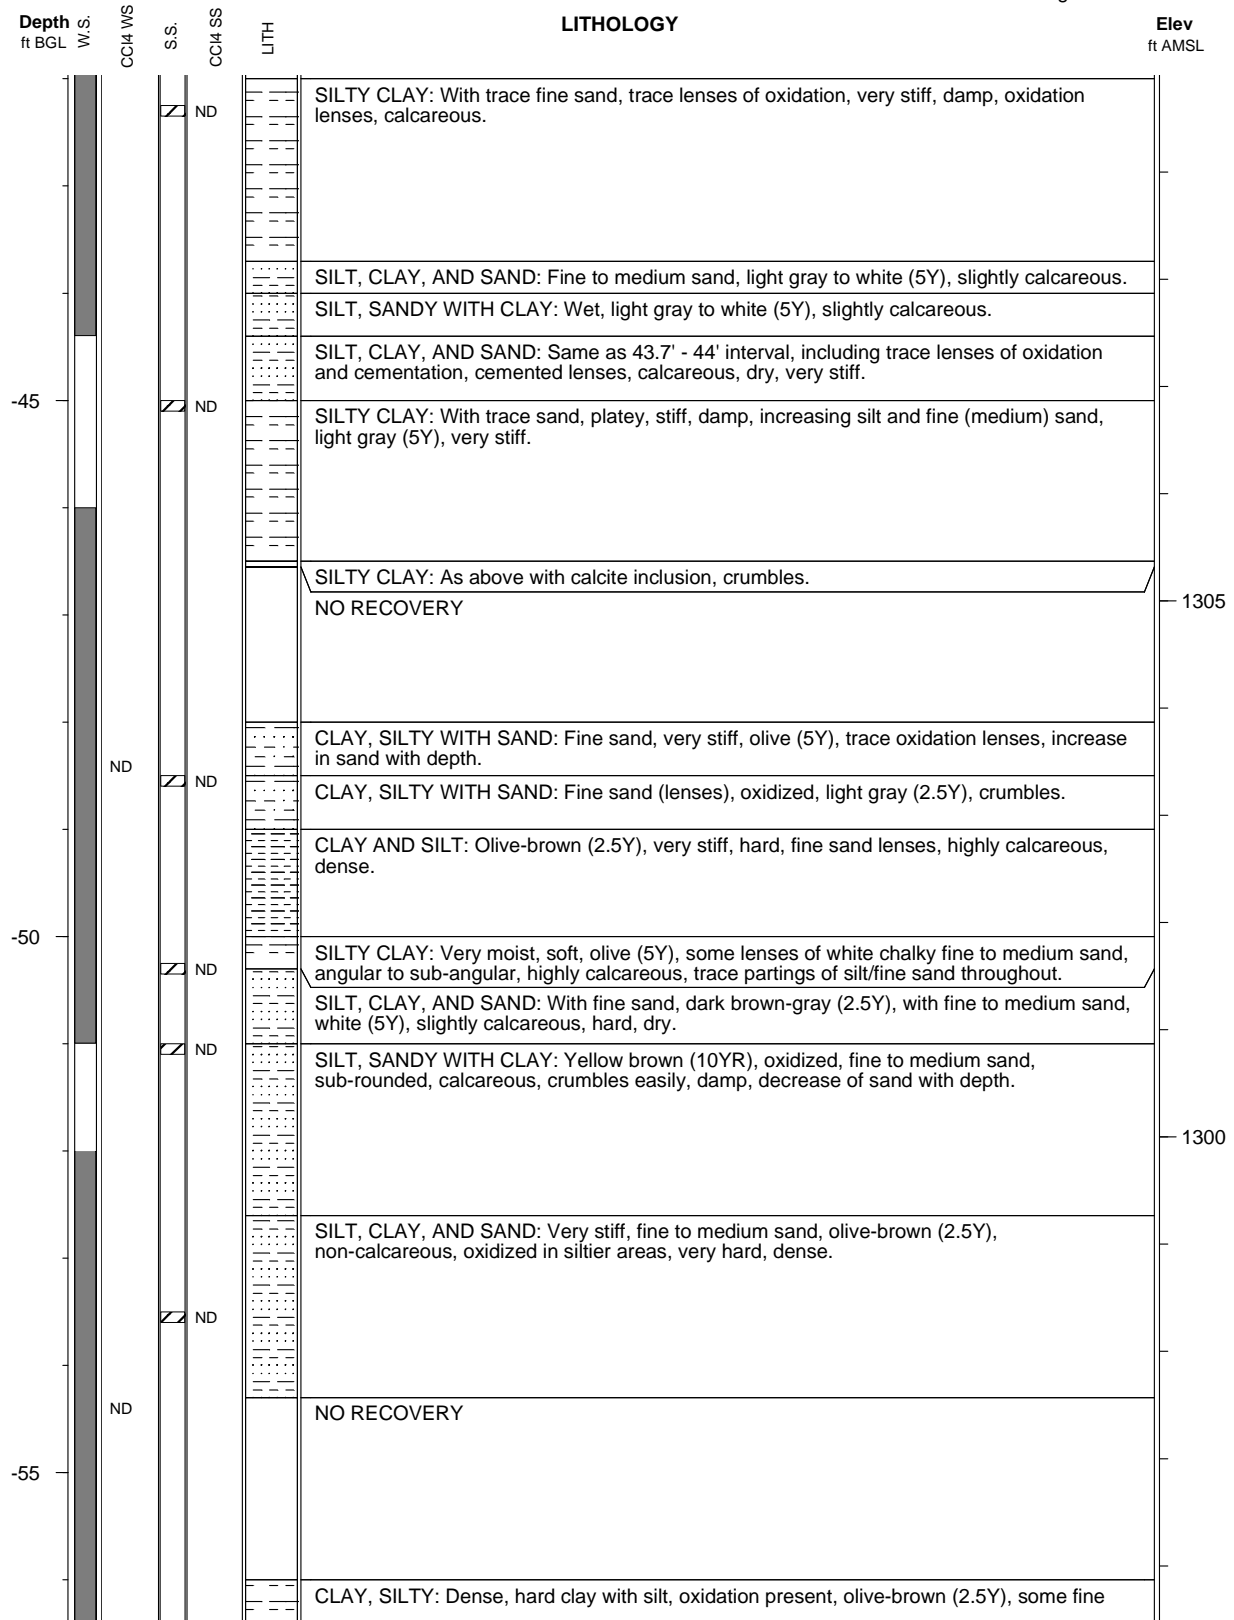 Depth
ft BGL
W.S.
CCl4 WS
S.S.
CCl4 SS
LITH
LITHOLOGY
Elev
ft AMSL
SILTY CLAY: With trace fine sand, trace lenses of oxidation, very stiff, damp, oxidation
lenses, calcareous.
ND
SILT, CLAY, AND SAND: Fine to medium sand, light gray to white (5Y), slightly calcareous.
SILT, SANDY WITH CLAY: Wet, light gray to white (5Y), slightly calcareous.
SILT, CLAY, AND SAND: Same as 43.7' - 44' interval, including trace lenses of oxidation
and cementation, cemented lenses, calcareous, dry, very stiff.
-45
ND
SILTY CLAY: With trace sand, platey, stiff, damp, increasing silt and fine (medium) sand,
light gray (5Y), very stiff.
SILTY CLAY: As above with calcite inclusion, crumbles.
NO RECOVERY
1305
CLAY, SILTY WITH SAND: Fine sand, very stiff, olive (5Y), trace oxidation lenses, increase
in sand with depth.
ND
ND
CLAY, SILTY WITH SAND: Fine sand (lenses), oxidized, light gray (2.5Y), crumbles.
CLAY AND SILT: Olive-brown (2.5Y), very stiff, hard, fine sand lenses, highly calcareous,
dense.
-50
SILTY CLAY: Very moist, soft, olive (5Y), some lenses of white chalky fine to medium sand,
angular to sub-angular, highly calcareous, trace partings of silt/fine sand throughout.
ND
SILT, CLAY, AND SAND: With fine sand, dark brown-gray (2.5Y), with fine to medium sand,
white (5Y), slightly calcareous, hard, dry.
ND
SILT, SANDY WITH CLAY: Yellow brown (10YR), oxidized, fine to medium sand,
sub-rounded, calcareous, crumbles easily, damp, decrease of sand with depth.
1300
SILT, CLAY, AND SAND: Very stiff, fine to medium sand, olive-brown (2.5Y),
non-calcareous, oxidized in siltier areas, very hard, dense.
ND
ND
NO RECOVERY
-55
CLAY, SILTY: Dense, hard clay with silt, oxidation present, olive-brown (2.5Y), some fine